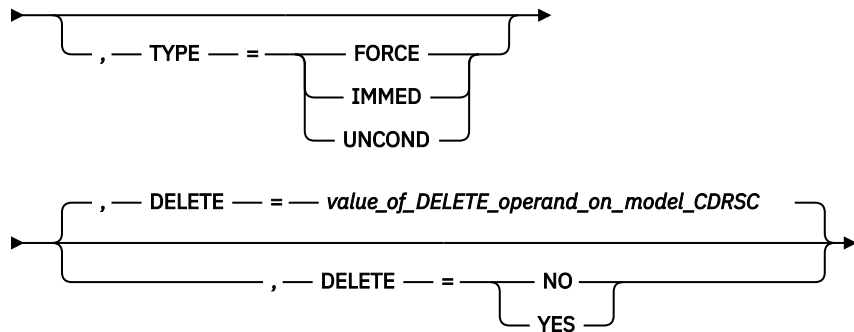 , TYPE = FORCE
IMMED
UNCOND
, DELETE = value_of_DELETE_operand_on_model_CDRSC
, DELETE = NO
YES